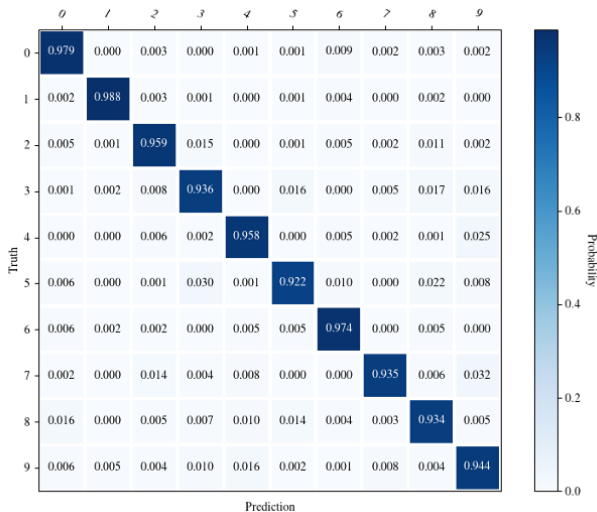 0 1 2 3 4 5 6 7 8 9
0 0.979 0.000 0.003 0.000 0.001 0.001 0.009 0.002 0.003 0.002
1 0.002 0.988 0.003 0.001 0.000 0.001 0.004 0.000 0.002 0.000
2 0.005 0.001 0.959 0.015 0.000 0.001 0.005 0.002 0.011 0.002
3 0.001 0.002 0.008 0.936 0.000 0.016 0.000 0.005 0.017 0.016
4 0.000 0.000 0.006 0.002 0.958 0.000 0.005 0.002 0.001 0.025
5 0.006 0.000 0.001 0.030 0.001 0.922 0.010 0.000 0.022 0.008
6 0.006 0.002 0.002 0.000 0.005 0.005 0.974 0.000 0.005 0.000
7 0.002 0.000 0.014 0.004 0.008 0.000 0.000 0.935 0.006 0.032
8 0.016 0.000 0.005 0.007 0.010 0.014 0.004 0.003 0.934 0.005
9 0.006 0.005 0.004 0.010 0.016 0.002 0.001 0.008 0.004 0.944
Truth
Prediction
0.8
0.6
0.4
0.2
0.0
Probability